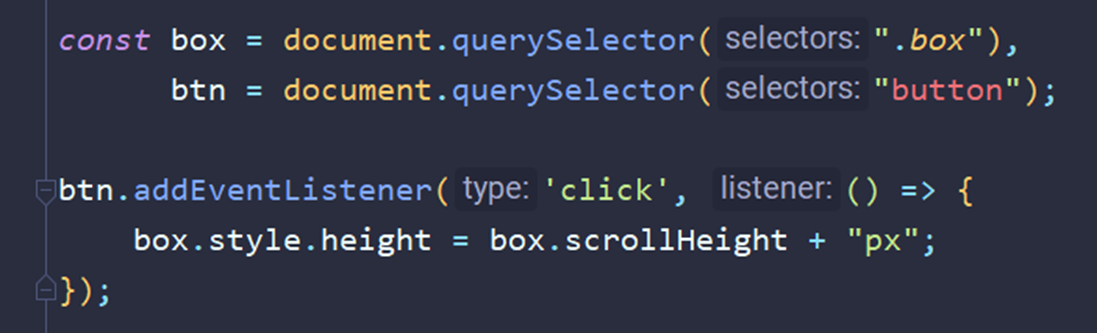 const box = document.querySelector( selectors: ".box"),
btn = document.querySelector( selectors: "button");
btn.addEventListener( type: 'click', listener: () => {
box.style.height = box.scrollHeight + "px";
});